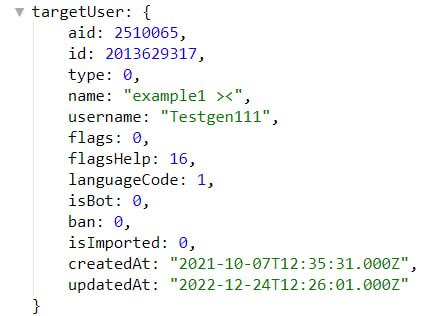 targetUser: {
aid: 2510065,
id: 2013629317,
type: 0,
name: "example1 ><",
username: "Testgen111",
flags: 0,
flagsHelp: 16,
languageCode: 1,
isBot: 0,
ban: 0,
isImported: 0,
createdAt: "2021-10-07T12:35:31.000Z",
updatedAt: "2022-12-24T12:26:01.000Z"
}